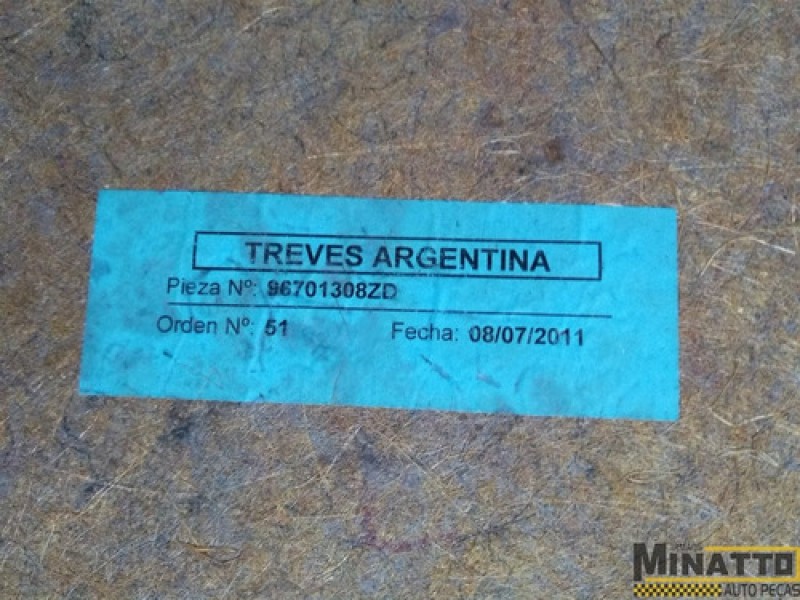 TREVES ARGENTINA
Pieza Nº: 96701308ZD
Orden Nº: 51 Fecha: 08/07/2011
MINATTO
AUTO PEÇAS